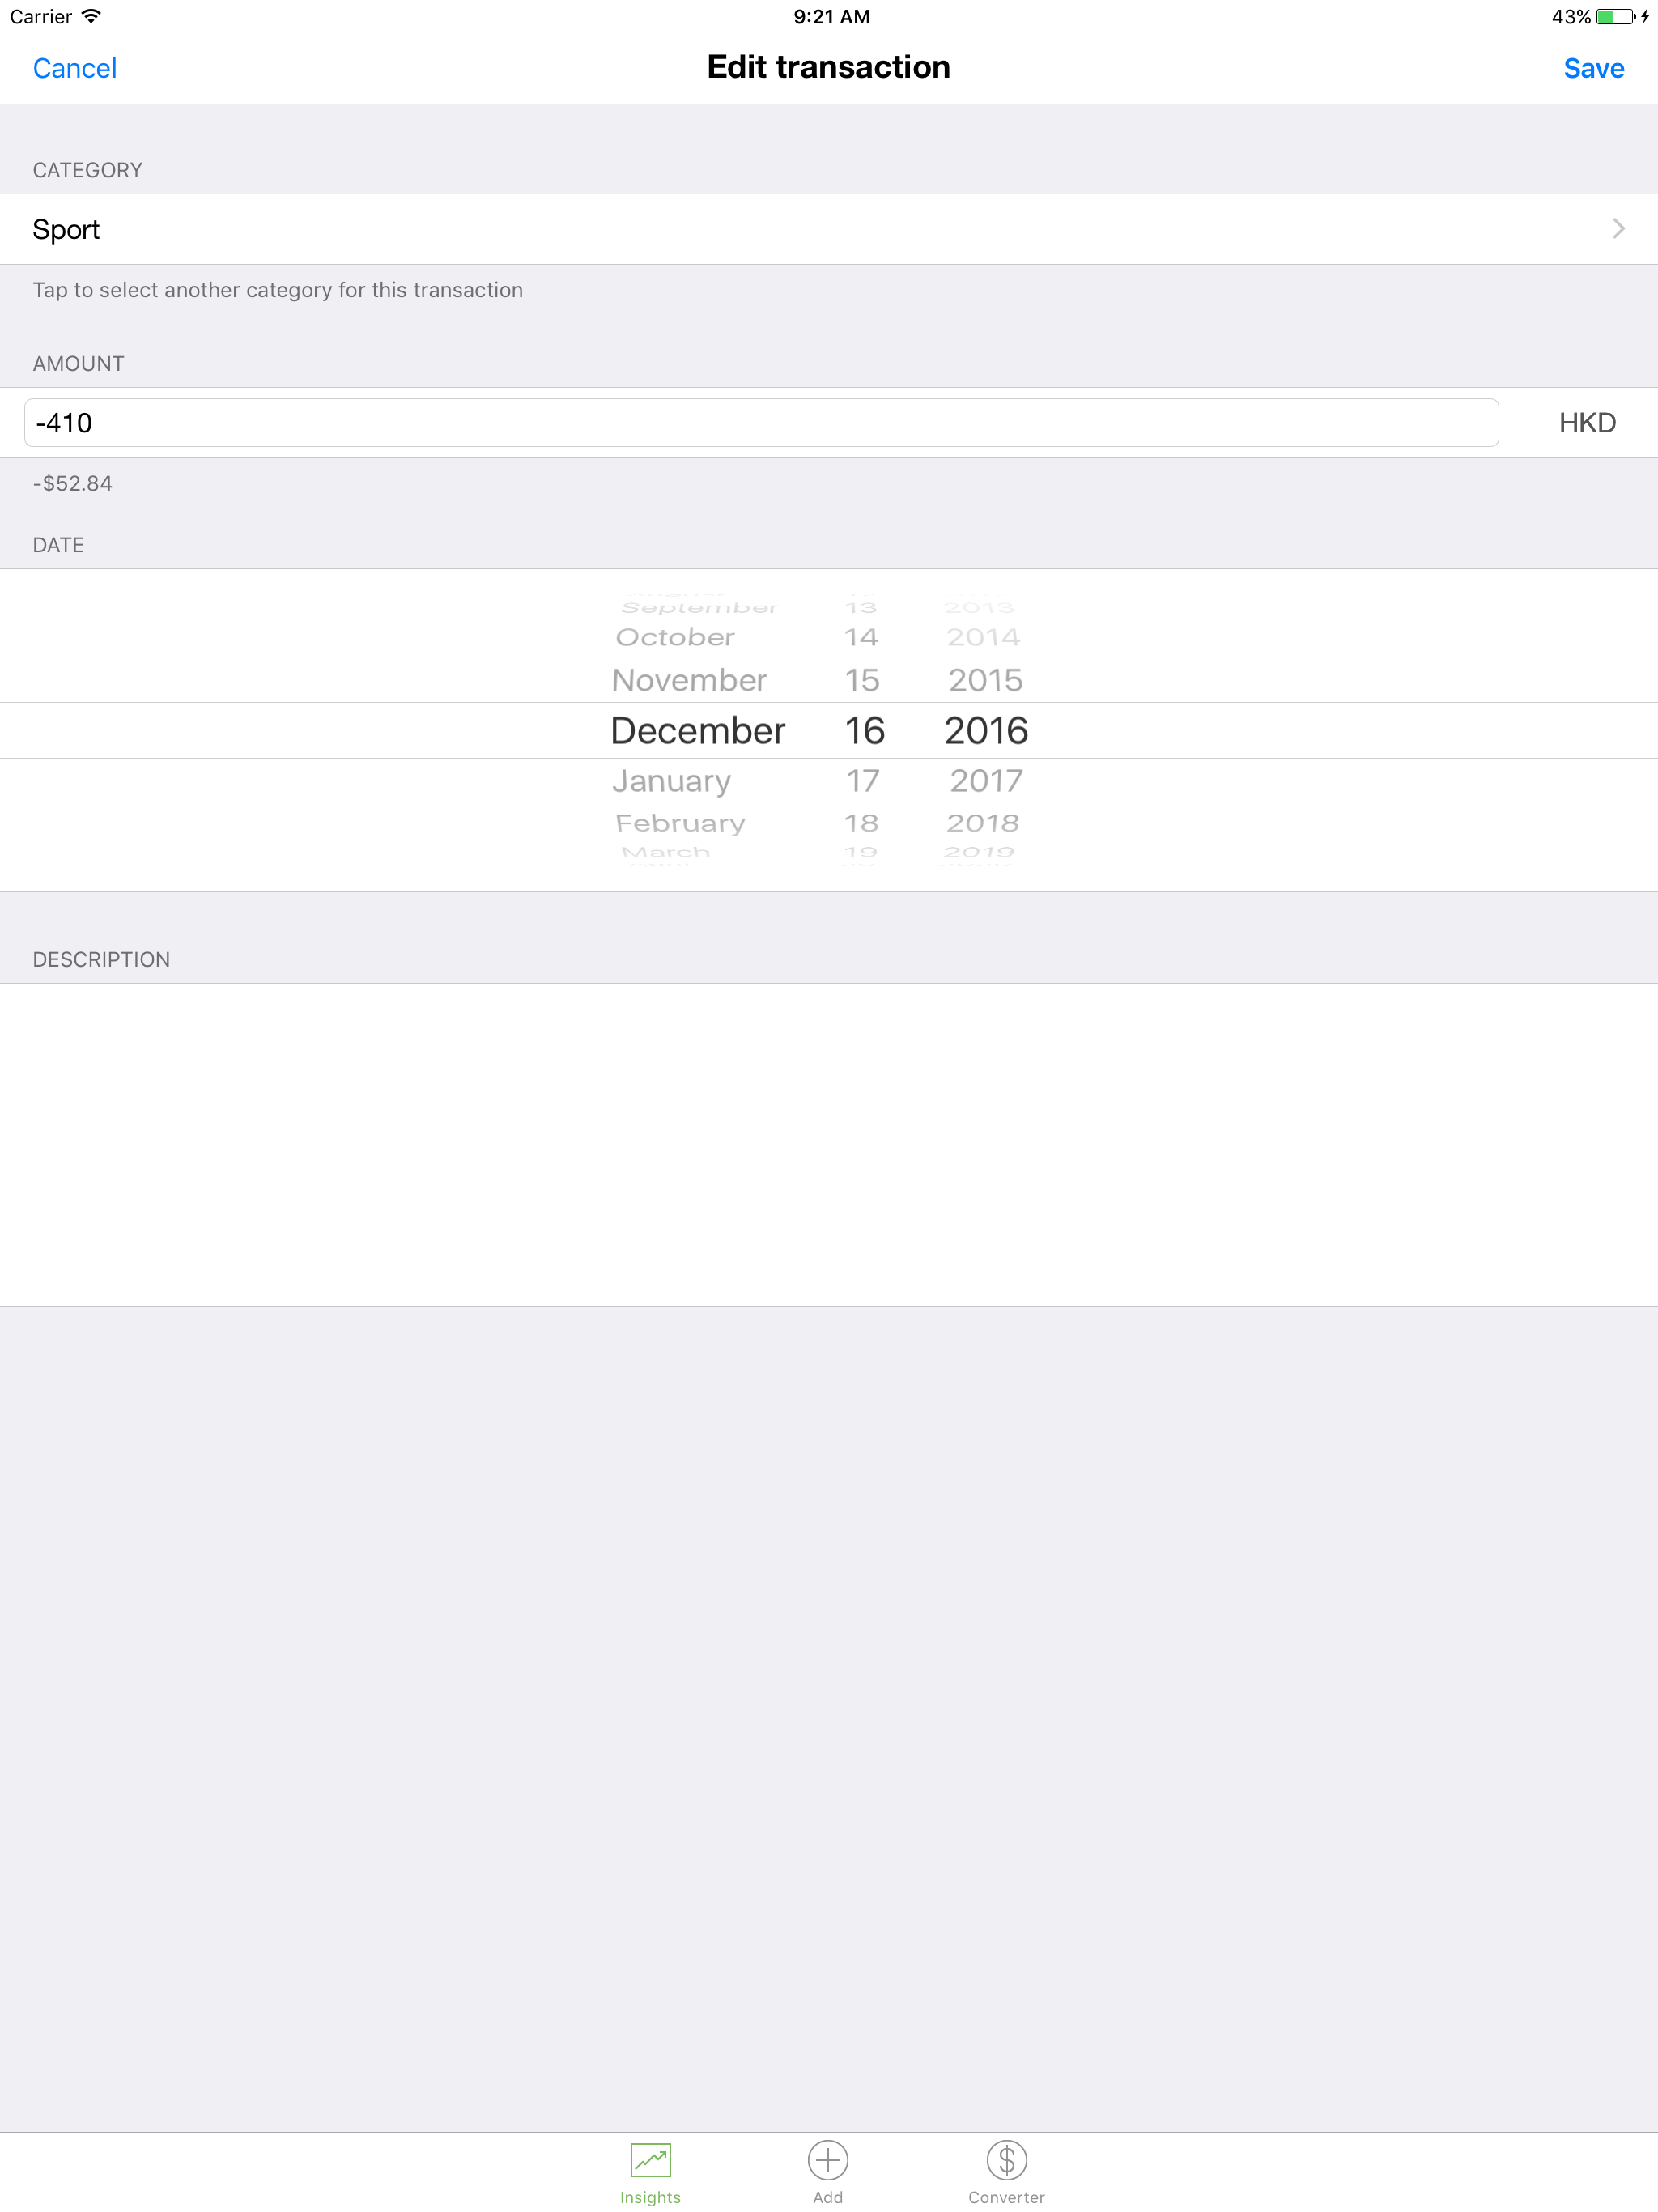 Carrier 9:21 AM 43%
Cancel Edit transaction Save
CATEGORY
Sport
Tap to select another category for this transaction
AMOUNT
-410 HKD
-$52.84
DATE
September 13 2013
October 14 2014
November 15 2015
December 16 2016
January 17 2017
February 18 2018
March 19 2019
DESCRIPTION
Insights Add Converter